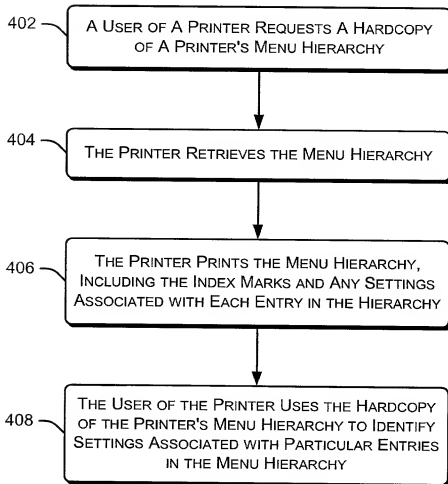 402
A USER OF A PRINTER REQUESTS A HARDCOPY
OF A PRINTER'S MENU HIERARCHY
404
THE PRINTER RETRIEVES THE MENU HIERARCHY
406
THE PRINTER PRINTS THE MENU HIERARCHY,
INCLUDING THE INDEX MARKS AND ANY SETTINGS
ASSOCIATED WITH EACH ENTRY IN THE HIERARCHY
408
THE USER OF THE PRINTER USES THE HARDCOPY
OF THE PRINTER'S MENU HIERARCHY TO IDENTIFY
SETTINGS ASSOCIATED WITH PARTICULAR ENTRIES
IN THE MENU HIERARCHY